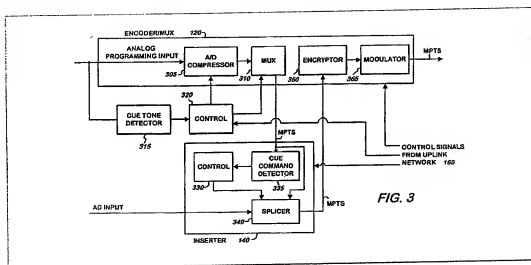 ENCODER/MUX 120
ANALOG PROGRAMMING INPUT
A/D COMPRESSOR
305
MUX
310
ENCRYPTOR
360
MODULATOR
365
MPTS
CUE TONE DETECTOR
315
320
CONTROL
MPTS
CONTROL SIGNALS FROM UPLINK NETWORK 150
CONTROL
330
CUE COMMAND DETECTOR
335
MPTS
FIG. 3
AD INPUT
SPLICER
340
INSERTER 140